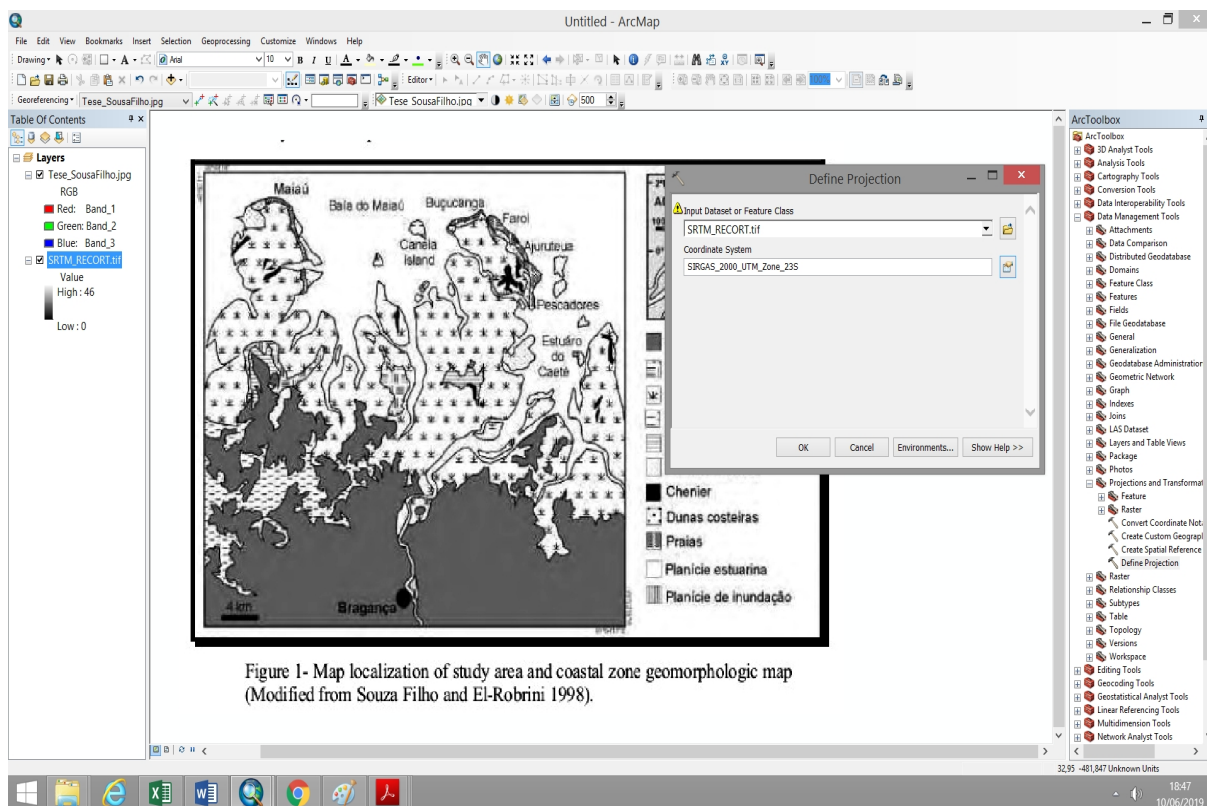 Untitled - ArcMap
File Edit View Bookmarks Insert Selection Geoprocessing Customize Windows Help
Drawing Arial 10 B I U A
Editor
Georeferencing Tese_SousaFilho.jpg Tese_SousaFilho.jpg 500
Table Of Contents
Layers
Tese_SousaFilho.jpg
RGB
Red: Band_1
Green: Band_2
Blue: Band_3
SRTM_RECORT.tif
Value
High : 46
Low : 0
Maiaú
Baía do Maiaú
Buçucanga
Farol
Canela
Island
Ajuruteua
Pescadores
Estuáro
do
Caeté
4 km
Bragança
Chenier
Dunas costeiras
Praias
Planície estuarina
Planície de inundação
Figure 1- Map localization of study area and coastal zone geomorphologic map
(Modified from Souza Filho and El-Robrini 1998).
Define Projection
Input Dataset or Feature Class
SRTM_RECORT.tif
Coordinate System
SIRGAS_2000_UTM_Zone_23S
OK Cancel Environments... Show Help >>
ArcToolbox
ArcToolbox
3D Analyst Tools
Analysis Tools
Cartography Tools
Conversion Tools
Data Interoperability Tools
Data Management Tools
Attachments
Data Comparison
Distributed Geodatabase
Domains
Feature Class
Features
Fields
File Geodatabase
General
Generalization
Geodatabase Administration
Geometric Network
Graph
Indexes
Joins
LAS Dataset
Layers and Table Views
Package
Photos
Projections and Transformat
Feature
Raster
Convert Coordinate Nota
Create Custom Geograph
Create Spatial Reference
Define Projection
Raster
Relationship Classes
Subtypes
Table
Topology
Versions
Workspace
Editing Tools
Geocoding Tools
Geostatistical Analyst Tools
Linear Referencing Tools
Multidimension Tools
Network Analyst Tools
32,95 -481,847 Unknown Units
18:47
10/06/2019